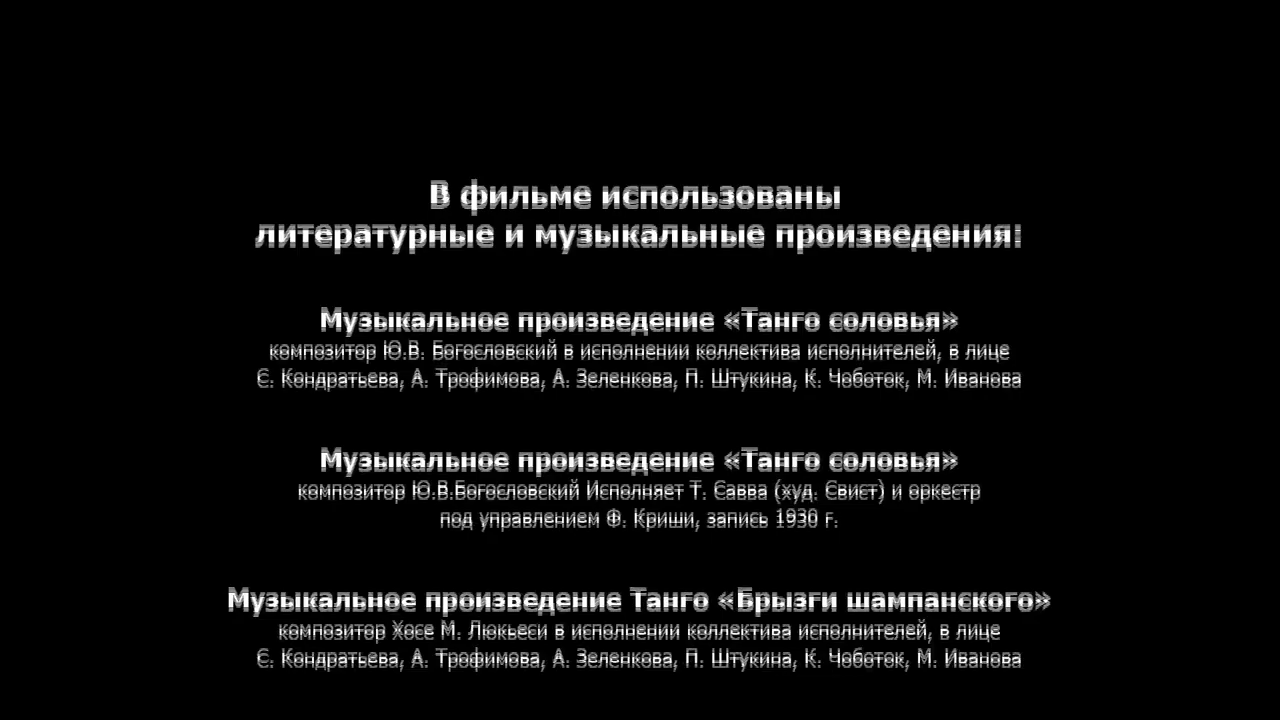 В фильме использованы
литературные и музыкальные произведения:
Музыкальное произведение «Танго соловья»
композитор Ю.В. Богословский в исполнении коллектива исполнителей, в лице
С. Кондратьева, А. Трофимова, А. Зеленкова, П. Штукина, К. Чоботок, М. Иванова
Музыкальное произведение «Танго соловья»
композитор Ю.В.Богословский Исполняет Т. Савва (худ. Свист) и оркестр
под управлением Ф. Криши, запись 1930 г.
Музыкальное произведение Танго «Брызги шампанского»
композитор Хосе М. Люкьеси в исполнении коллектива исполнителей, в лице
С. Кондратьева, А. Трофимова, А. Зеленкова, П. Штукина, К. Чоботок, М. Иванова